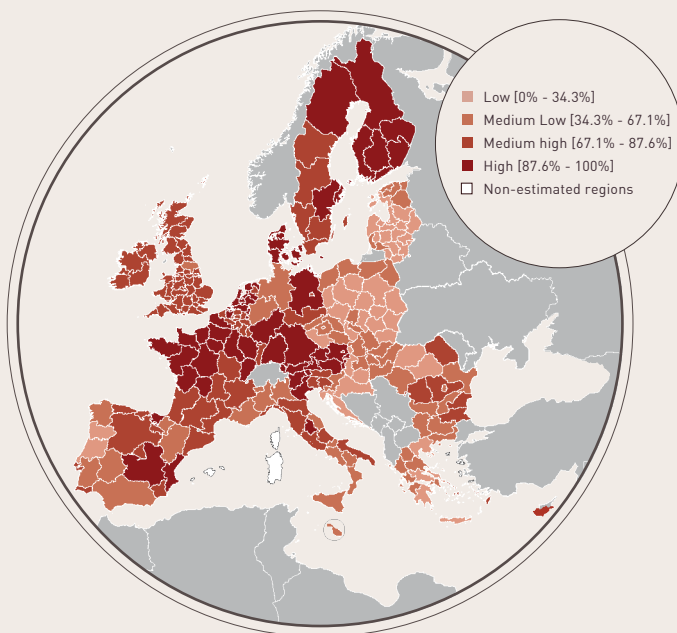 Low [0% - 34.3%]
Medium Low [34.3% - 67.1%]
Medium high [67.1% - 87.6%]
High [87.6% - 100%]
Non-estimated regions